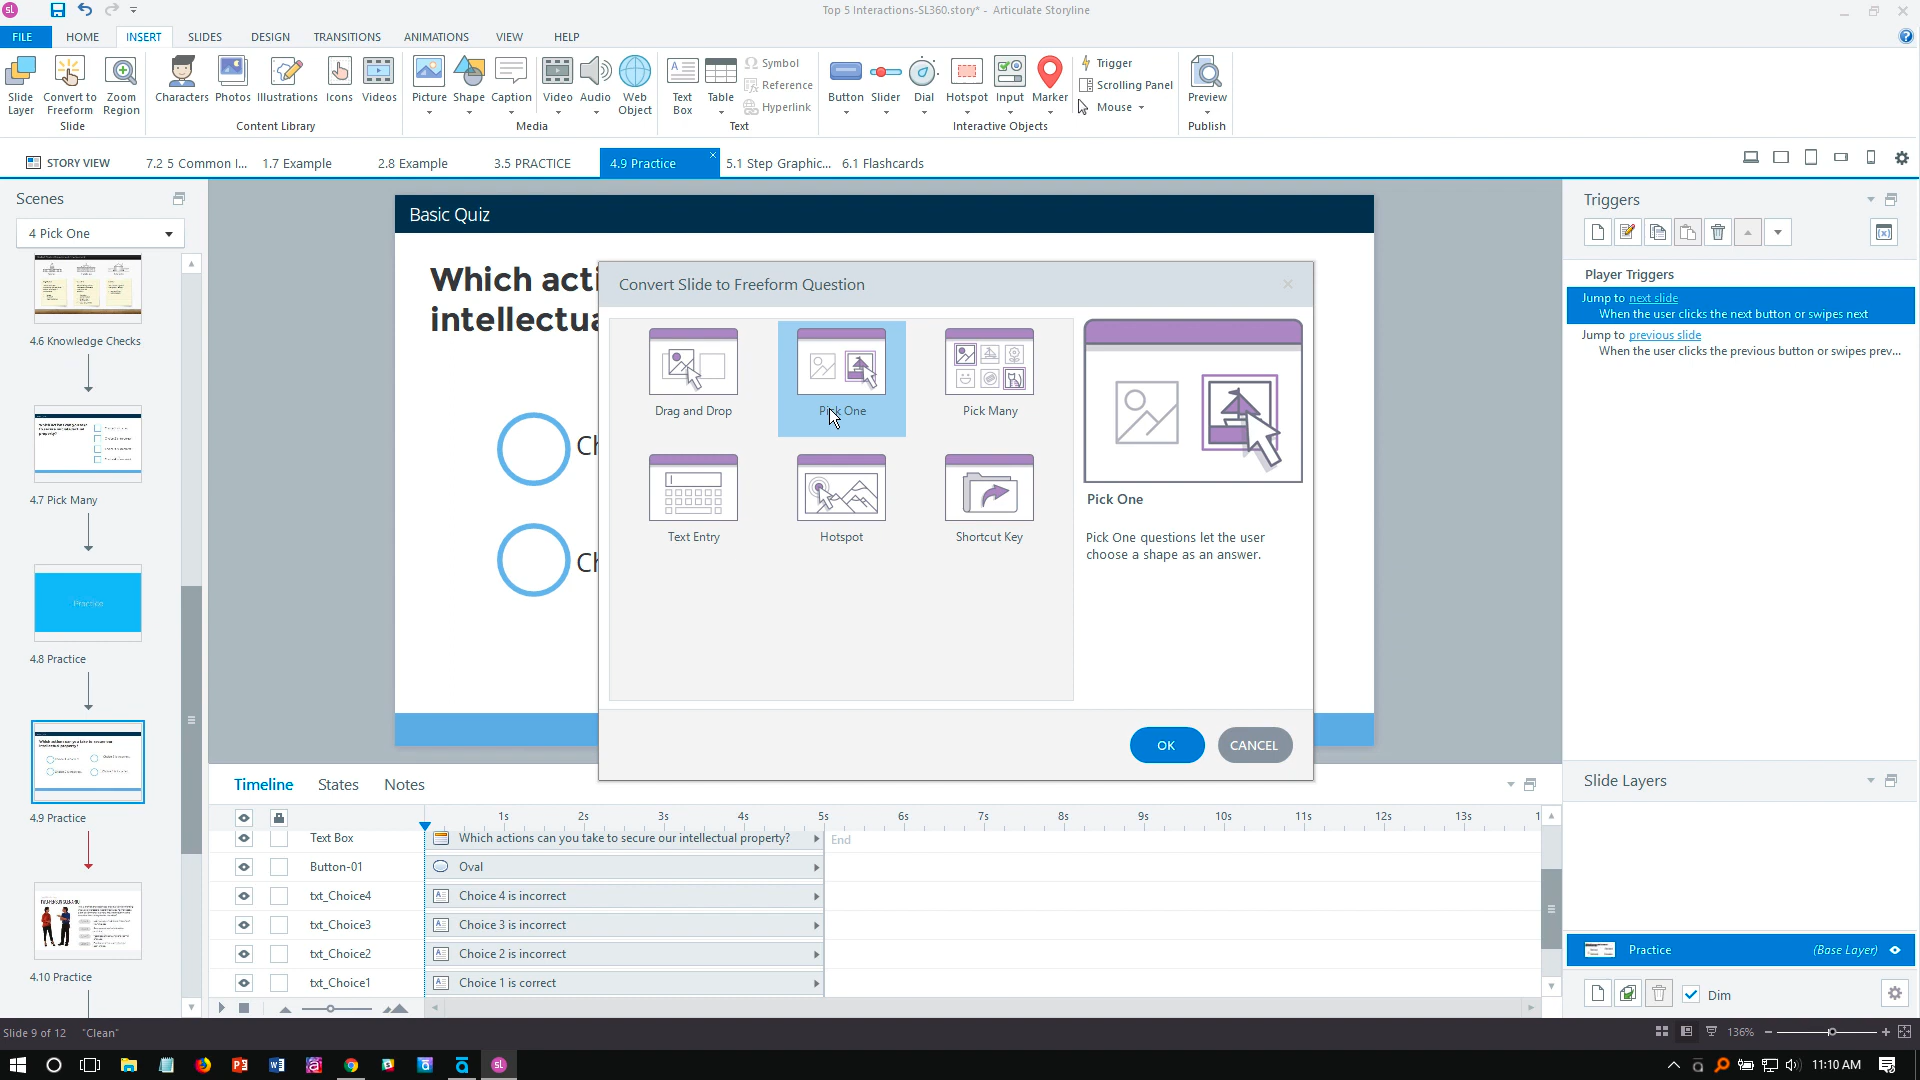 sl
Top 5 Interactions-SL360.story* - Articulate Storyline
FILE HOME INSERT SLIDES DESIGN TRANSITIONS ANIMATIONS VIEW HELP
Slide Layer
Convert to Freeform
Zoom Region
Slide
Characters Photos Illustrations Icons Videos
Content Library
Picture Shape Caption Video Audio Web Object
Media
Text Box
Table
Symbol
Reference
Hyperlink
Text
Button Slider Dial Hotspot Input Marker
Trigger
Scrolling Panel
Mouse
Interactive Objects
Preview
Publish
STORY VIEW 7.2 5 Common I... 1.7 Example 2.8 Example 3.5 PRACTICE 4.9 Practice 5.1 Step Graphic... 6.1 Flashcards
Scenes
4 Pick One
4.6 Knowledge Checks
4.7 Pick Many
Practice
4.8 Practice
4.9 Practice
4.10 Practice
Basic Quiz
Which acti
intellectua
Ch
Ch
Convert Slide to Freeform Question
Drag and Drop
Pick One
Pick Many
Text Entry
Hotspot
Shortcut Key
Pick One
Pick One questions let the user
choose a shape as an answer.
OK
CANCEL
Triggers
Player Triggers
Jump to next slide
When the user clicks the next button or swipes next
Jump to previous slide
When the user clicks the previous button or swipes prev...
Slide Layers
Practice (Base Layer)
Dim
Timeline States Notes
1s 2s 3s 4s 5s 6s 7s 8s 9s 10s 11s 12s 13s 1
Text Box Which actions can you take to secure our intellectual property? End
Button-01 Oval
txt_Choice4 Choice 4 is incorrect
txt_Choice3 Choice 3 is incorrect
txt_Choice2 Choice 2 is incorrect
txt_Choice1 Choice 1 is correct
Slide 9 of 12 "Clean"
136%
11:10 AM